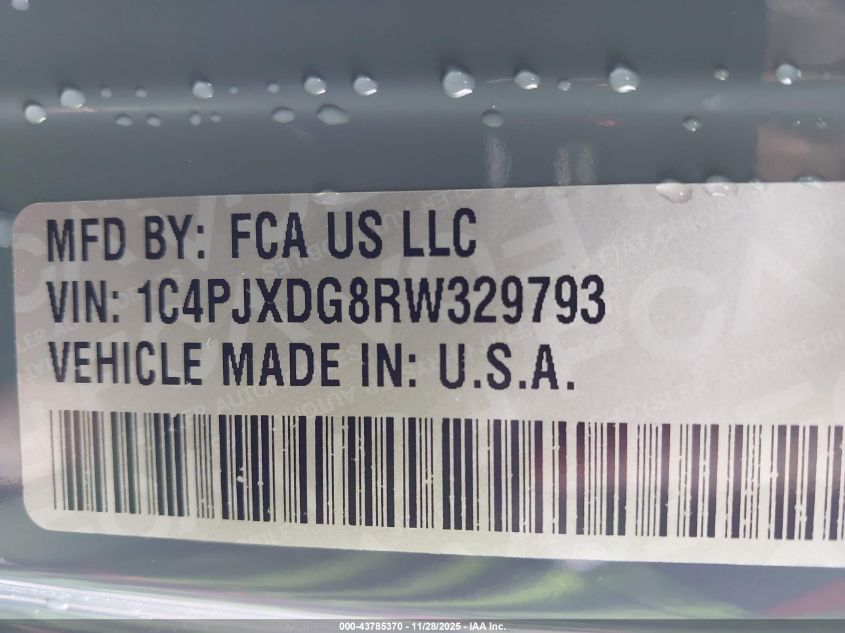 MFD BY: FCA US LLC
VIN: 1C4PJXDG8RW329793
VEHICLE MADE IN: U.S.A.
000-43785370 - 11/28/2025 - IAA Inc.